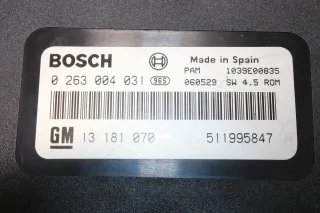 BOSCH
Made in Spain
0 263 004 031 965
PAM 1039E00835
060529 SW 4.5 ROM
GM 13 181 070 511995847